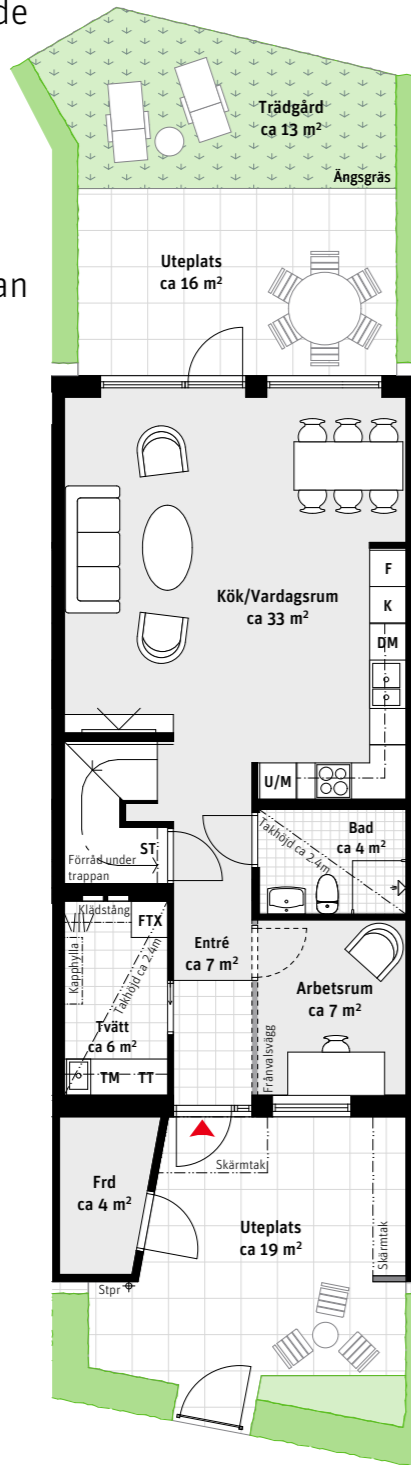 de
Trädgård
ca 13 m²
Ängsgräs
an
Uteplats
ca 16 m²
F
K
DM
Kök/Vardagsrum
ca 33 m²
U/M
ST
Förråd under
trappan
Takhöjd ca 2.4m
Bad
ca 4 m²
Klädstång
FTX
Kapphylla
Takhöjd ca 2.4m
Entré
ca 7 m²
Arbetsrum
ca 7 m²
Tvätt
ca 6 m²
TM
TT
Frånvalsvägg
Skärmtak
Frd
ca 4 m²
Uteplats
ca 19 m²
Skärmtak
Stpr